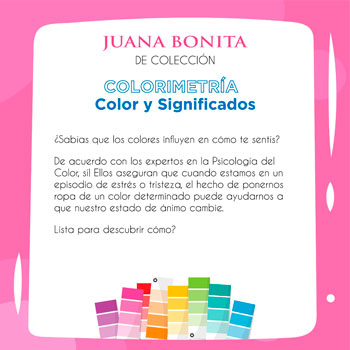 JUANA BONITA
DE COLECCIÓN
COLORIMETRÍA
Color y Significados
¿Sabias que los colores influyen en cómo te sentís?
De acuerdo con los expertos en la Psicologia del
Color, sí! Ellos aseguran que cuando estamos en un
episodio de estrés o tristeza, el hecho de ponernos
ropa de un color determinado puede ayudarnos a
que nuestro estado de ánimo cambie.
Lista para descubrir cómo?